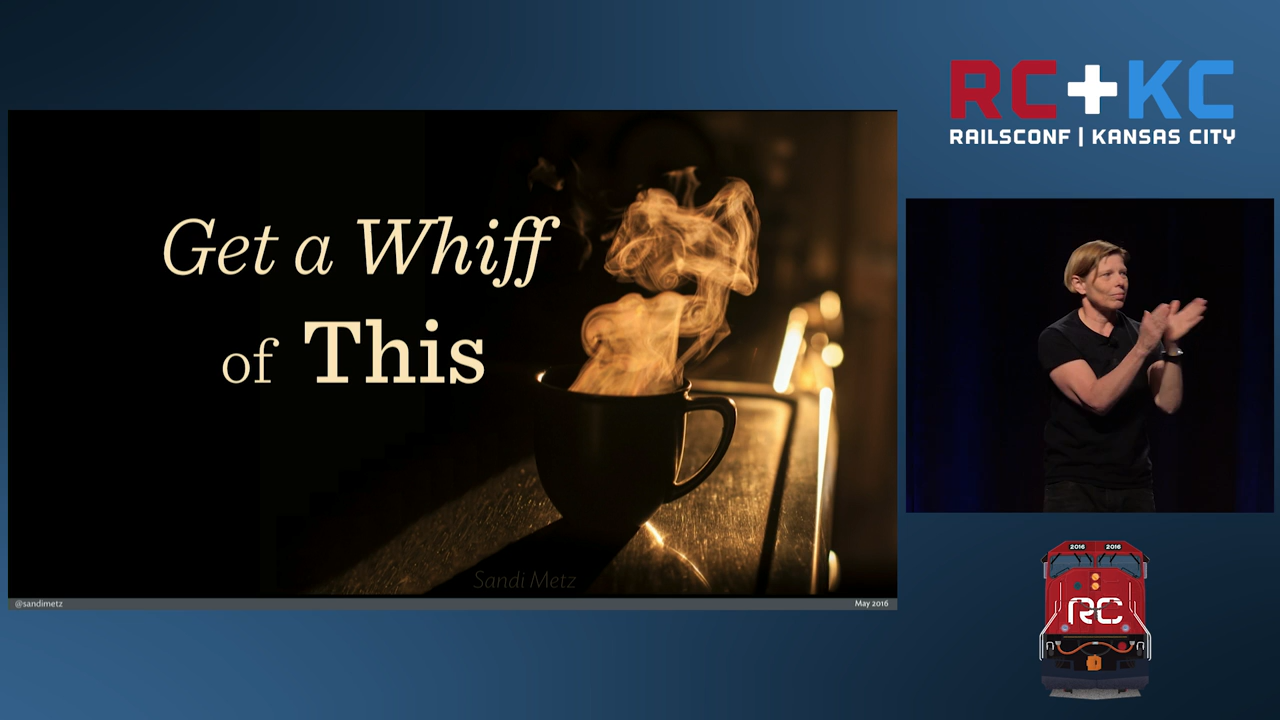 RC+KC
RAILSCONF | KANSAS CITY
Get a Whiff
of This
Sandi Metz
@sandimetz
May 2016
2016
2016
RC